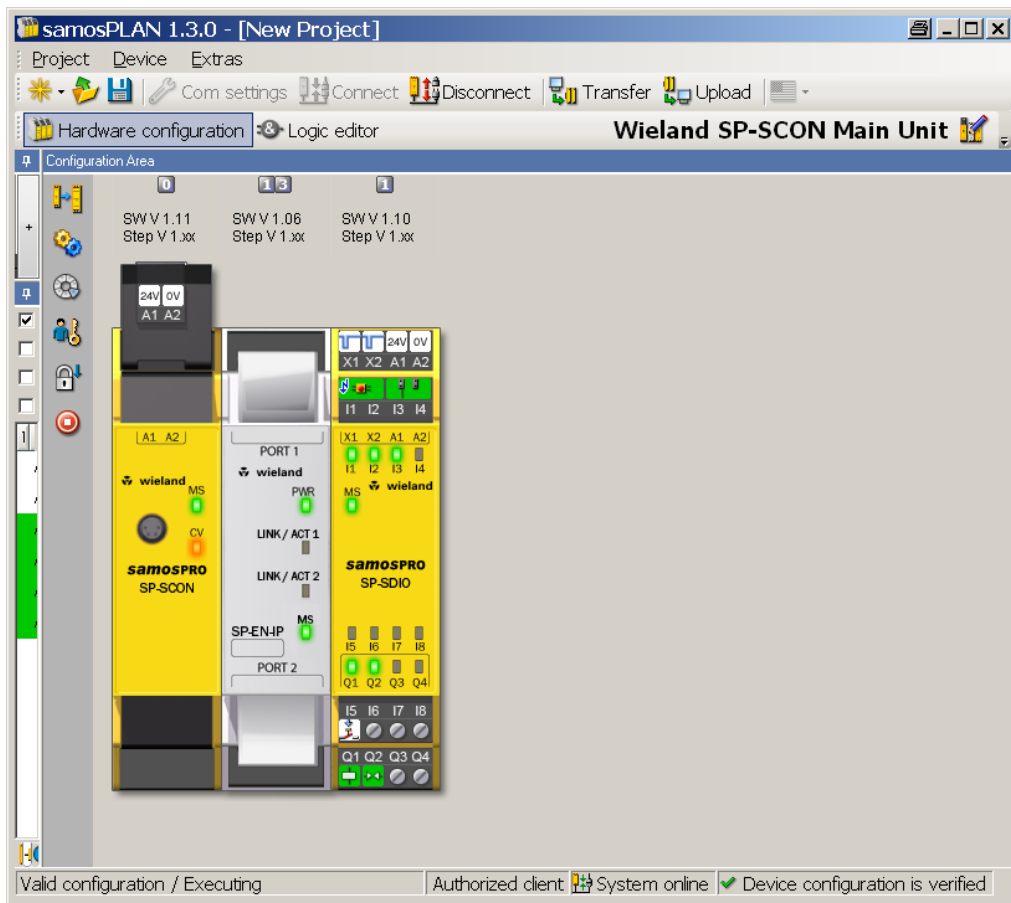 samosPLAN 1.3.0 - [New Project]
Project Device Extras
Com settings Connect Disconnect Transfer Upload
Hardware configuration & Logic editor Wieland SP-SCON Main Unit
Configuration Area
0 1 3 1
SW V 1.11 SW V 1.06 SW V 1.10
Step V 1.xx Step V 1.xx Step V 1.xx
24V 0V
A1 A2
24V 0V
X1 X2 A1 A2
I1 I2 I3 I4
A1 A2
PORT 1
X1 X2 A1 A2
I1 I2 I3 I4
wieland
wieland
wieland
MS
PWR
MS
CV
LINK / ACT 1
samosPRO
SP-SCON
LINK / ACT 2
samosPRO
SP-SDIO
SP-EN-IP
MS
I5 I6 I7 I8
PORT 2
Q1 Q2 Q3 Q4
I5 I6 I7 I8
Q1 Q2 Q3 Q4
Valid configuration / Executing Authorized client System online Device configuration is verified